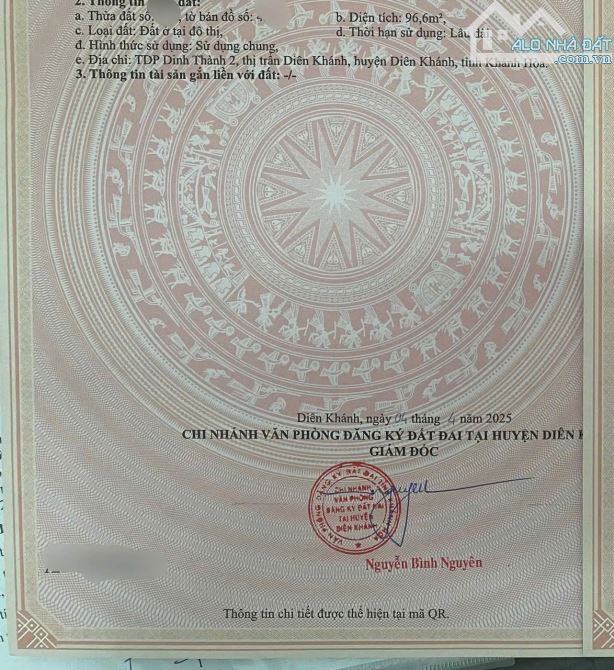 2. Thông tin đất:
a. Thửa đất số: , tờ bản đồ số: -, b. Diện tích: 96,6m²,
c. Loại đất: Đất ở tại đô thị, d. Thời hạn sử dụng: Lâu dài,
đ. Hình thức sử dụng: Sử dụng chung,
e. Địa chỉ: TDP Dinh Thành 2, thị trấn Diên Khánh, huyện Diên Khánh, tỉnh Khánh Hòa.
3. Thông tin tài sản gắn liền với đất: -/-
ALO NHÀ ĐẤT
.com.vn
Diên Khánh, ngày 04 tháng 4 năm 2025
CHI NHÁNH VĂN PHÒNG ĐĂNG KÝ ĐẤT ĐAI TẠI HUYỆN DIÊN K
GIÁM ĐỐC
CHI NHÁNH
VĂN PHÒNG
ĐĂNG KÝ ĐẤT ĐAI
TẠI HUYỆN
DIÊN KHÁNH
Nguyễn Bình Nguyên
Thông tin chi tiết được thể hiện tại mã QR.